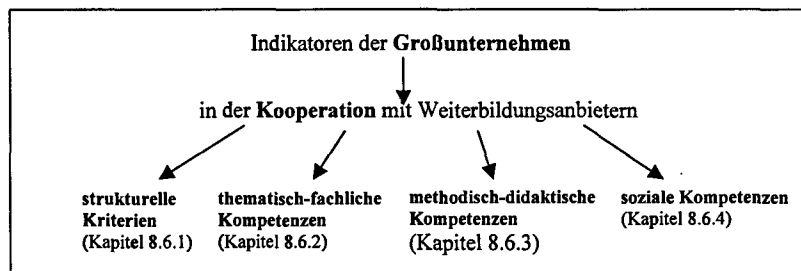 Indikatoren der Großunternehmen
in der Kooperation mit Weiterbildungsanbietern
strukturelle
Kriterien
(Kapitel 8.6.1)
thematisch-fachliche
Kompetenzen
(Kapitel 8.6.2)
methodisch-didaktische
Kompetenzen
(Kapitel 8.6.3)
soziale Kompetenzen
(Kapitel 8.6.4)